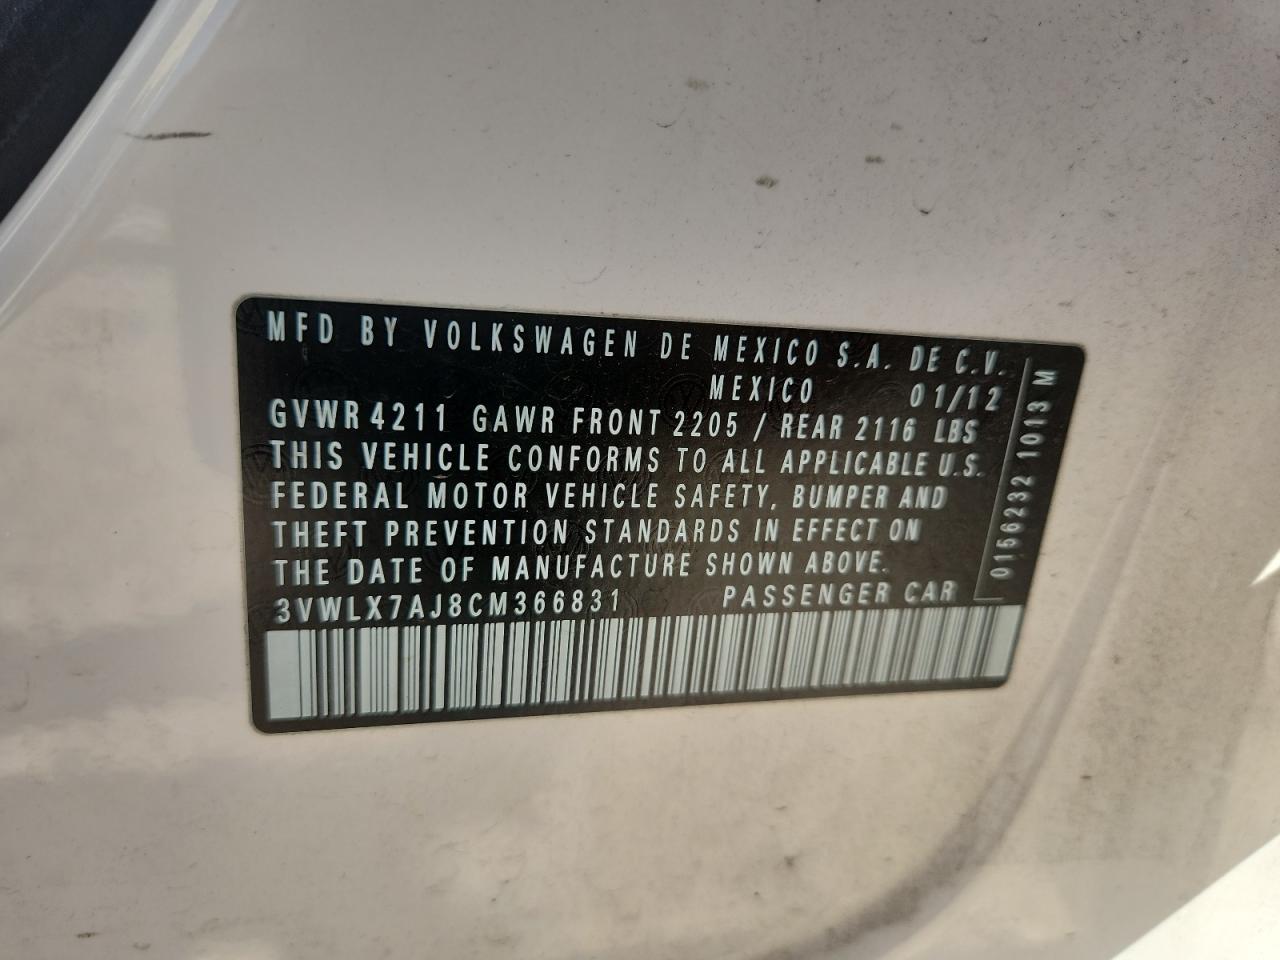 MFD BY VOLKSWAGEN DE MEXICO S.A. DE C.V.
MEXICO 01/12
GVWR 4211 GAWR FRONT 2205 / REAR 2116 LBS
THIS VEHICLE CONFORMS TO ALL APPLICABLE U.S.
FEDERAL MOTOR VEHICLE SAFETY, BUMPER AND
THEFT PREVENTION STANDARDS IN EFFECT ON
THE DATE OF MANUFACTURE SHOWN ABOVE.
3VWLX7AJ8CM366831 PASSENGER CAR
0156232 1013 M